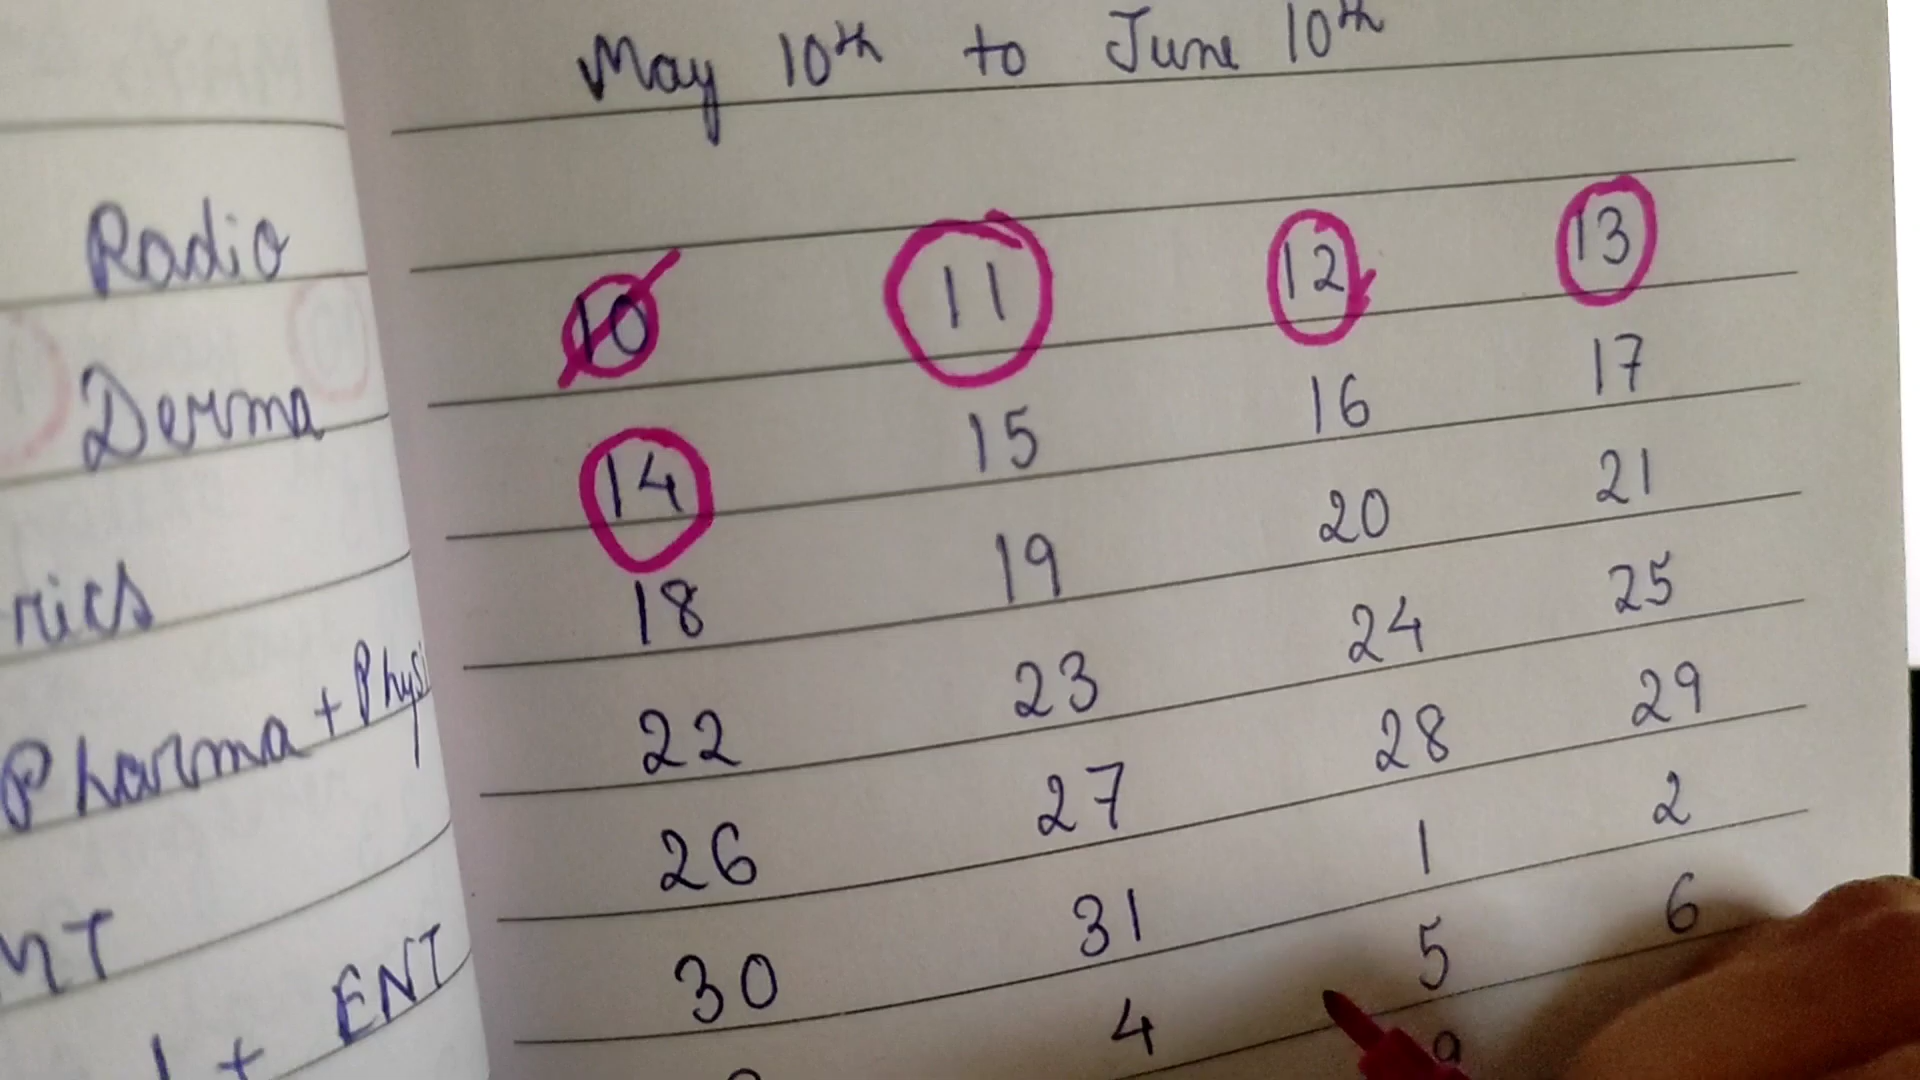 Radio
Derma
rics
Pharma + Physi
NT
+ ENT
May 10th to June 10th
10 11 12 13
14 15 16 17
18 19 20 21
22 23 24 25
26 27 28 29
30 31 1 2
4 5 6